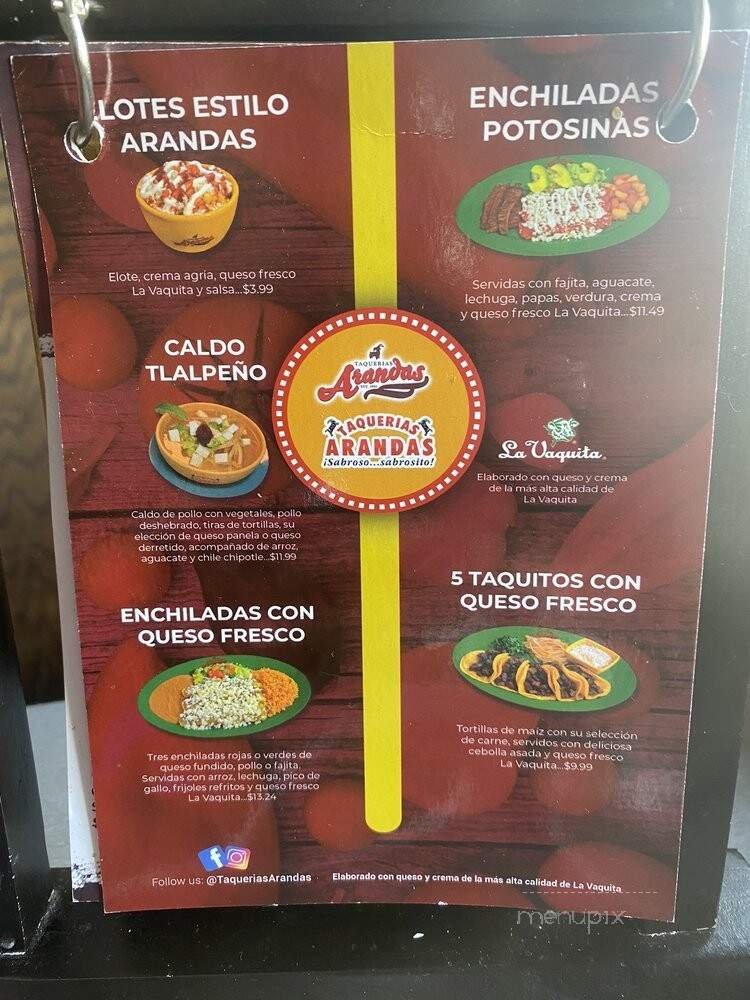 LOTES ESTILO
ARANDAS
Elote, crema agria, queso fresco
La Vaquita y salsa...$3.99
CALDO
TLALPEÑO
Caldo de pollo con vegetales, pollo
deshebrado, tiras de tortillas, su
elección de queso panela o queso
derretido, acompañado de arroz,
aguacate y chile chipotle...$11.99
ENCHILADAS CON
QUESO FRESCO
Tres enchiladas rojas o verdes de
queso fundido, pollo o fajita.
Servidas con arroz, lechuga, pico de
gallo, frijoles refritos y queso fresco
La Vaquita...$13.24
TAQUERIAS
Arandas
TAQUERIAS
ARANDAS
¡Sabroso...sabrosito!
ENCHILADAS
POTOSINAS
Servidas con fajita, aguacate,
lechuga, papas, verdura, crema
y queso fresco La Vaquita...$11.49
La Vaquita
Elaborado con queso y crema
de la más alta calidad de
La Vaquita
5 TAQUITOS CON
QUESO FRESCO
Tortillas de maíz con su selección
de carne, servidos con deliciosa
cebolla asada y queso fresco
La Vaquita...$9.99
Follow us: @TaqueriasArandas
Elaborado con queso y crema de la más alta calidad de La Vaquita
menupix